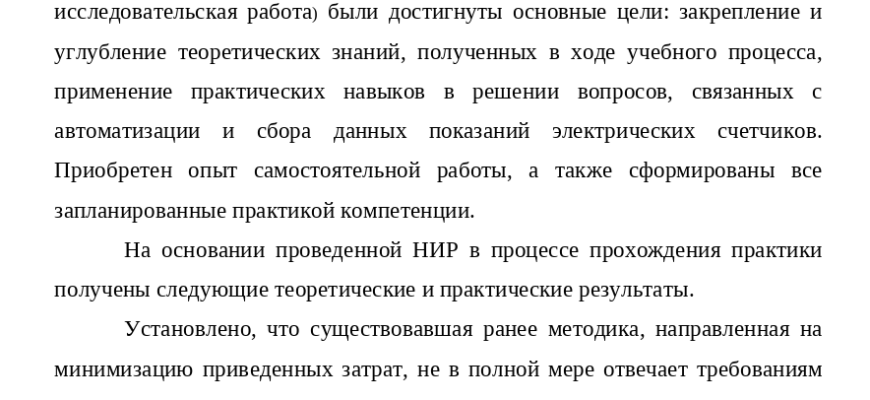 исследовательская работа) были достигнуты основные цели: закрепление и
углубление теоретических знаний, полученных в ходе учебного процесса,
применение практических навыков в решении вопросов, связанных с
автоматизации и сбора данных показаний электрических счетчиков.
Приобретен опыт самостоятельной работы, а также сформированы все
запланированные практикой компетенции.
На основании проведенной НИР в процессе прохождения практики
получены следующие теоретические и практические результаты.
Установлено, что существовавшая ранее методика, направленная на
минимизацию приведенных затрат, не в полной мере отвечает требованиям